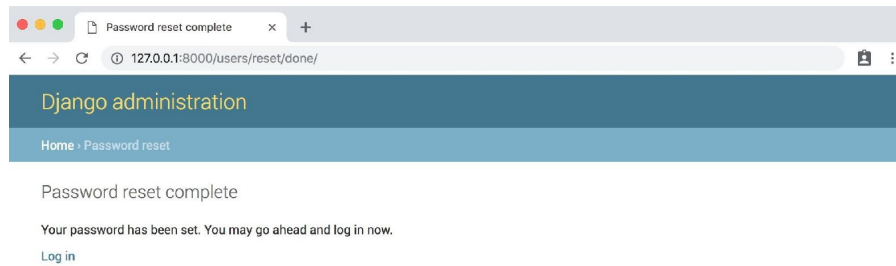 Password reset complete
127.0.0.1:8000/users/reset/done/
Django administration
Home › Password reset
Password reset complete
Your password has been set. You may go ahead and log in now.
Log in